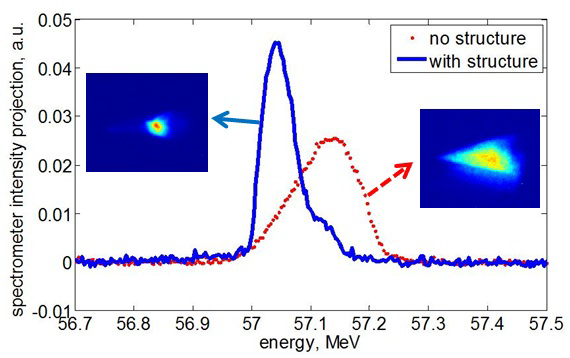 spectrometer intensity projection, a.u.
0.05
0.04
0.03
0.02
0.01
0
-0.01
no structure
with structure
56.7 56.8 56.9 57 57.1 57.2 57.3 57.4 57.5
energy, MeV